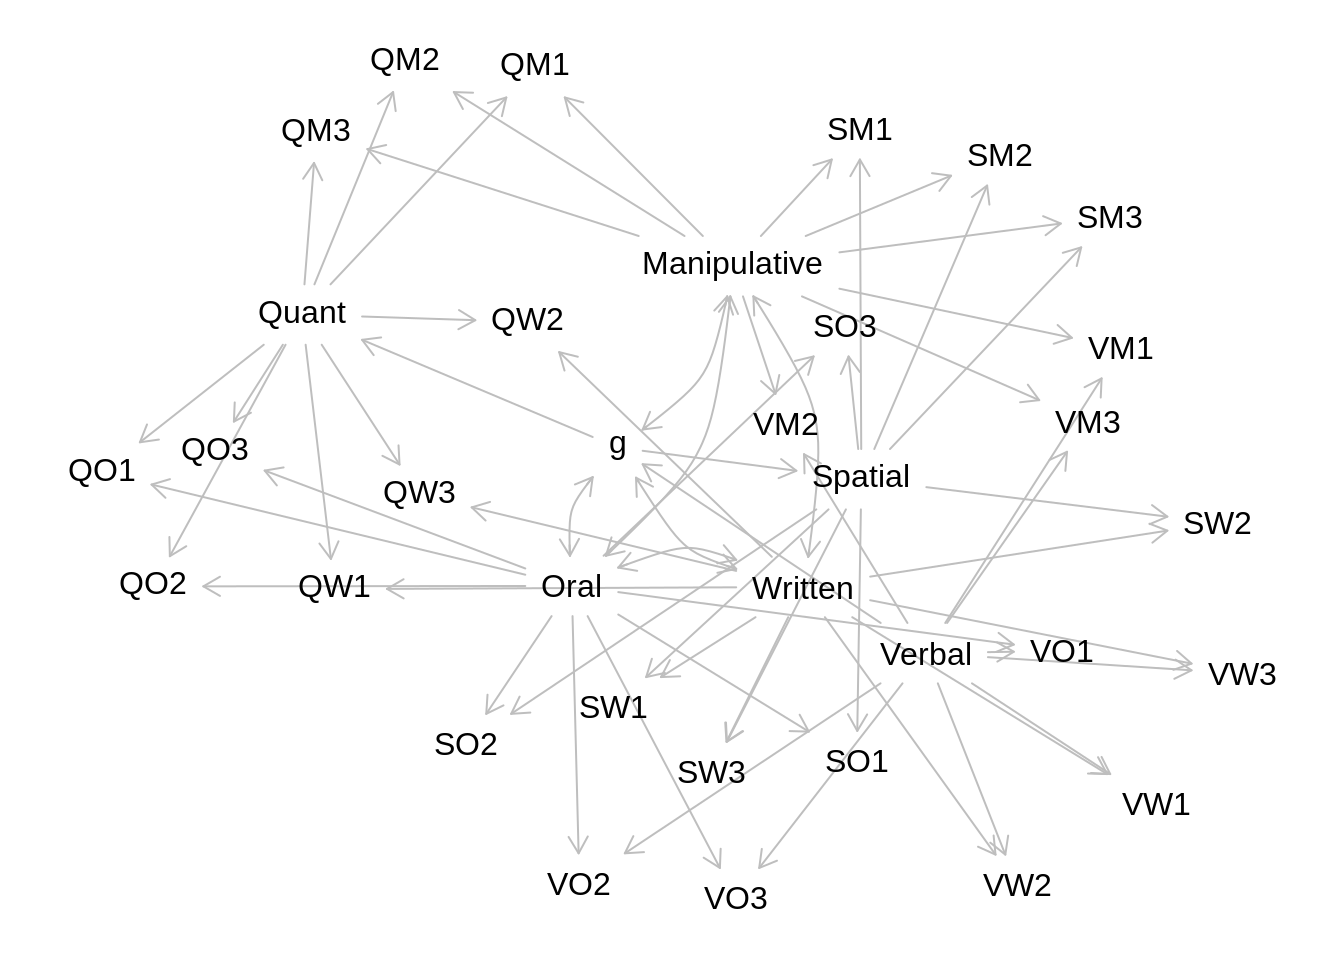 QM2
QM1
QM3
SM1
SM2
SM3
Manipulative
Quant
QW2
SO3
VM1
VM2
VM3
g
QO3
QO1
QW3
Spatial
SW2
QO2
QW1
Oral
Written
Verbal
VO1
VW3
SW1
SO2
SW3
SO1
VW1
VO2
VO3
VW2